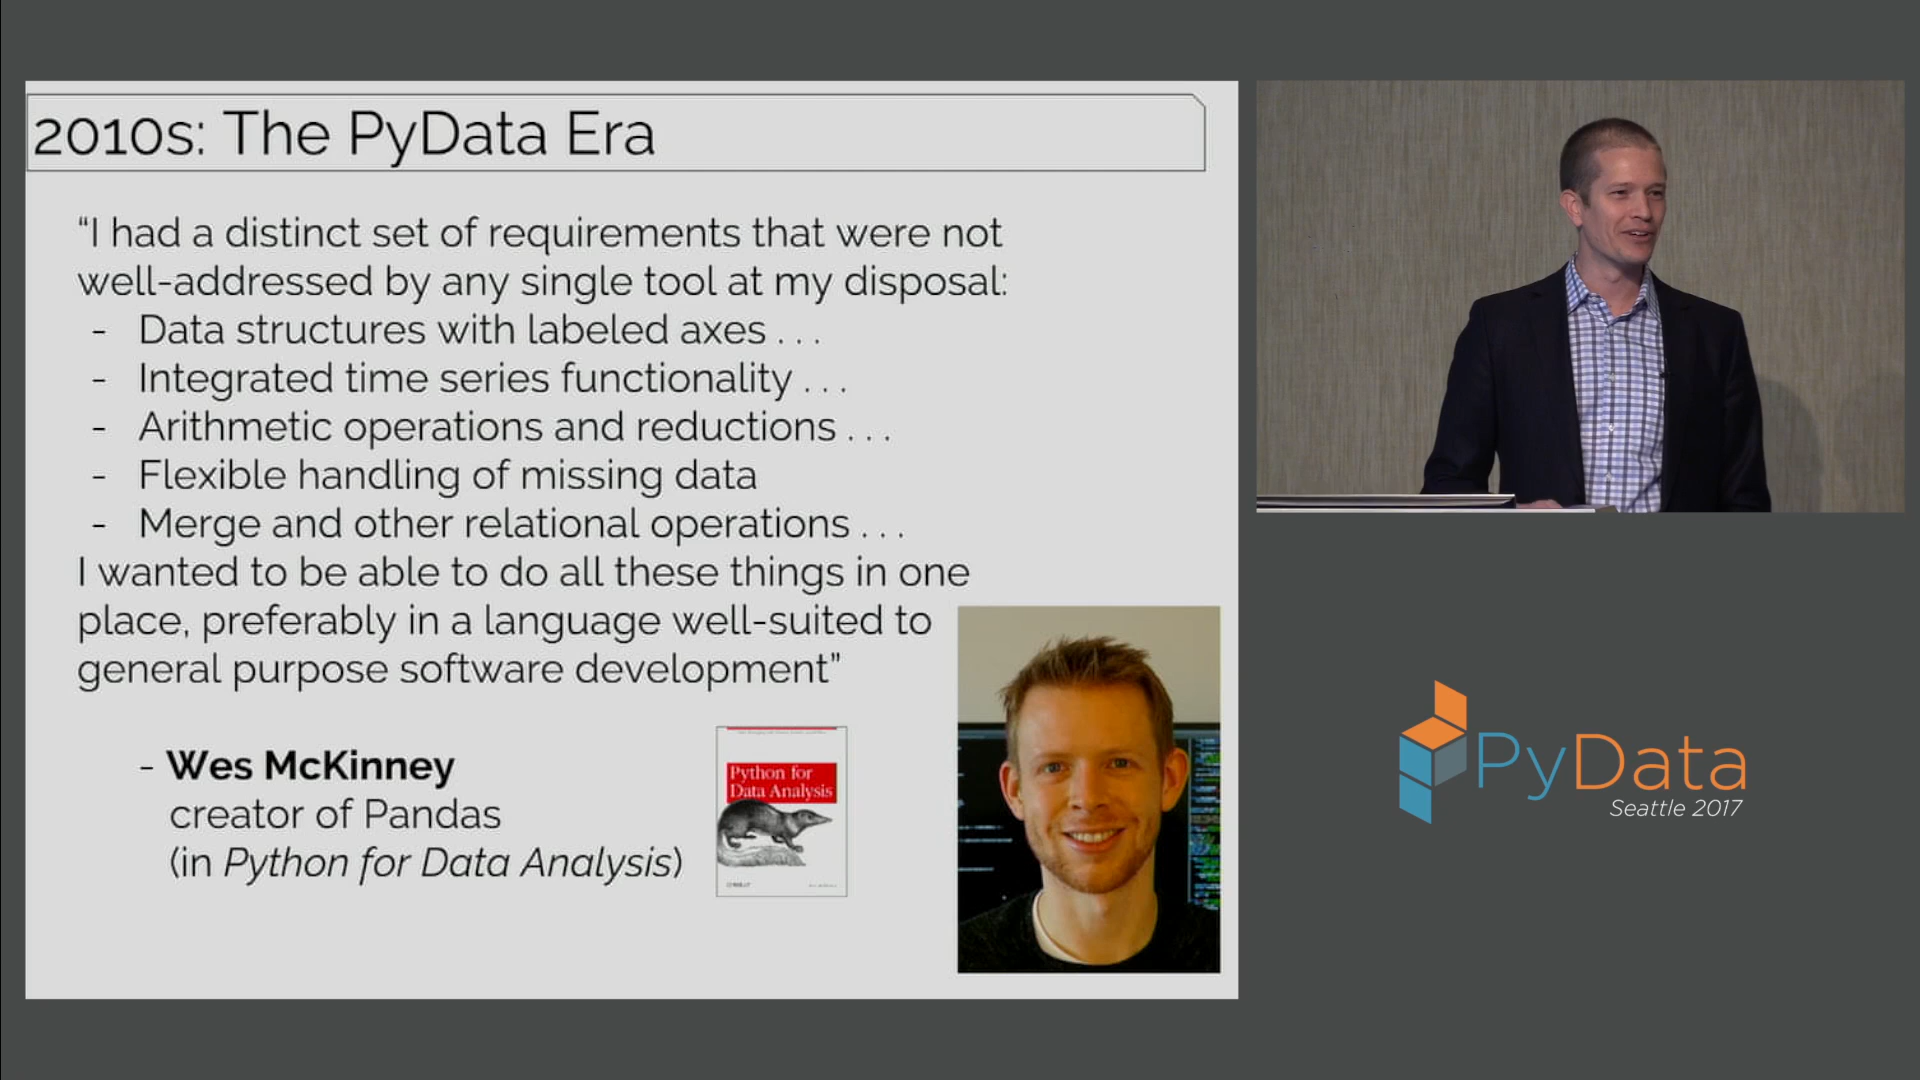 2010s: The PyData Era
“I had a distinct set of requirements that were not
well-addressed by any single tool at my disposal:
- Data structures with labeled axes . . .
- Integrated time series functionality . . .
- Arithmetic operations and reductions . . .
- Flexible handling of missing data
- Merge and other relational operations . . .
I wanted to be able to do all these things in one
place, preferably in a language well-suited to
general purpose software development”
- Wes McKinney
creator of Pandas
(in Python for Data Analysis)
Python for
Data Analysis
O'REILLY
PyData
Seattle 2017